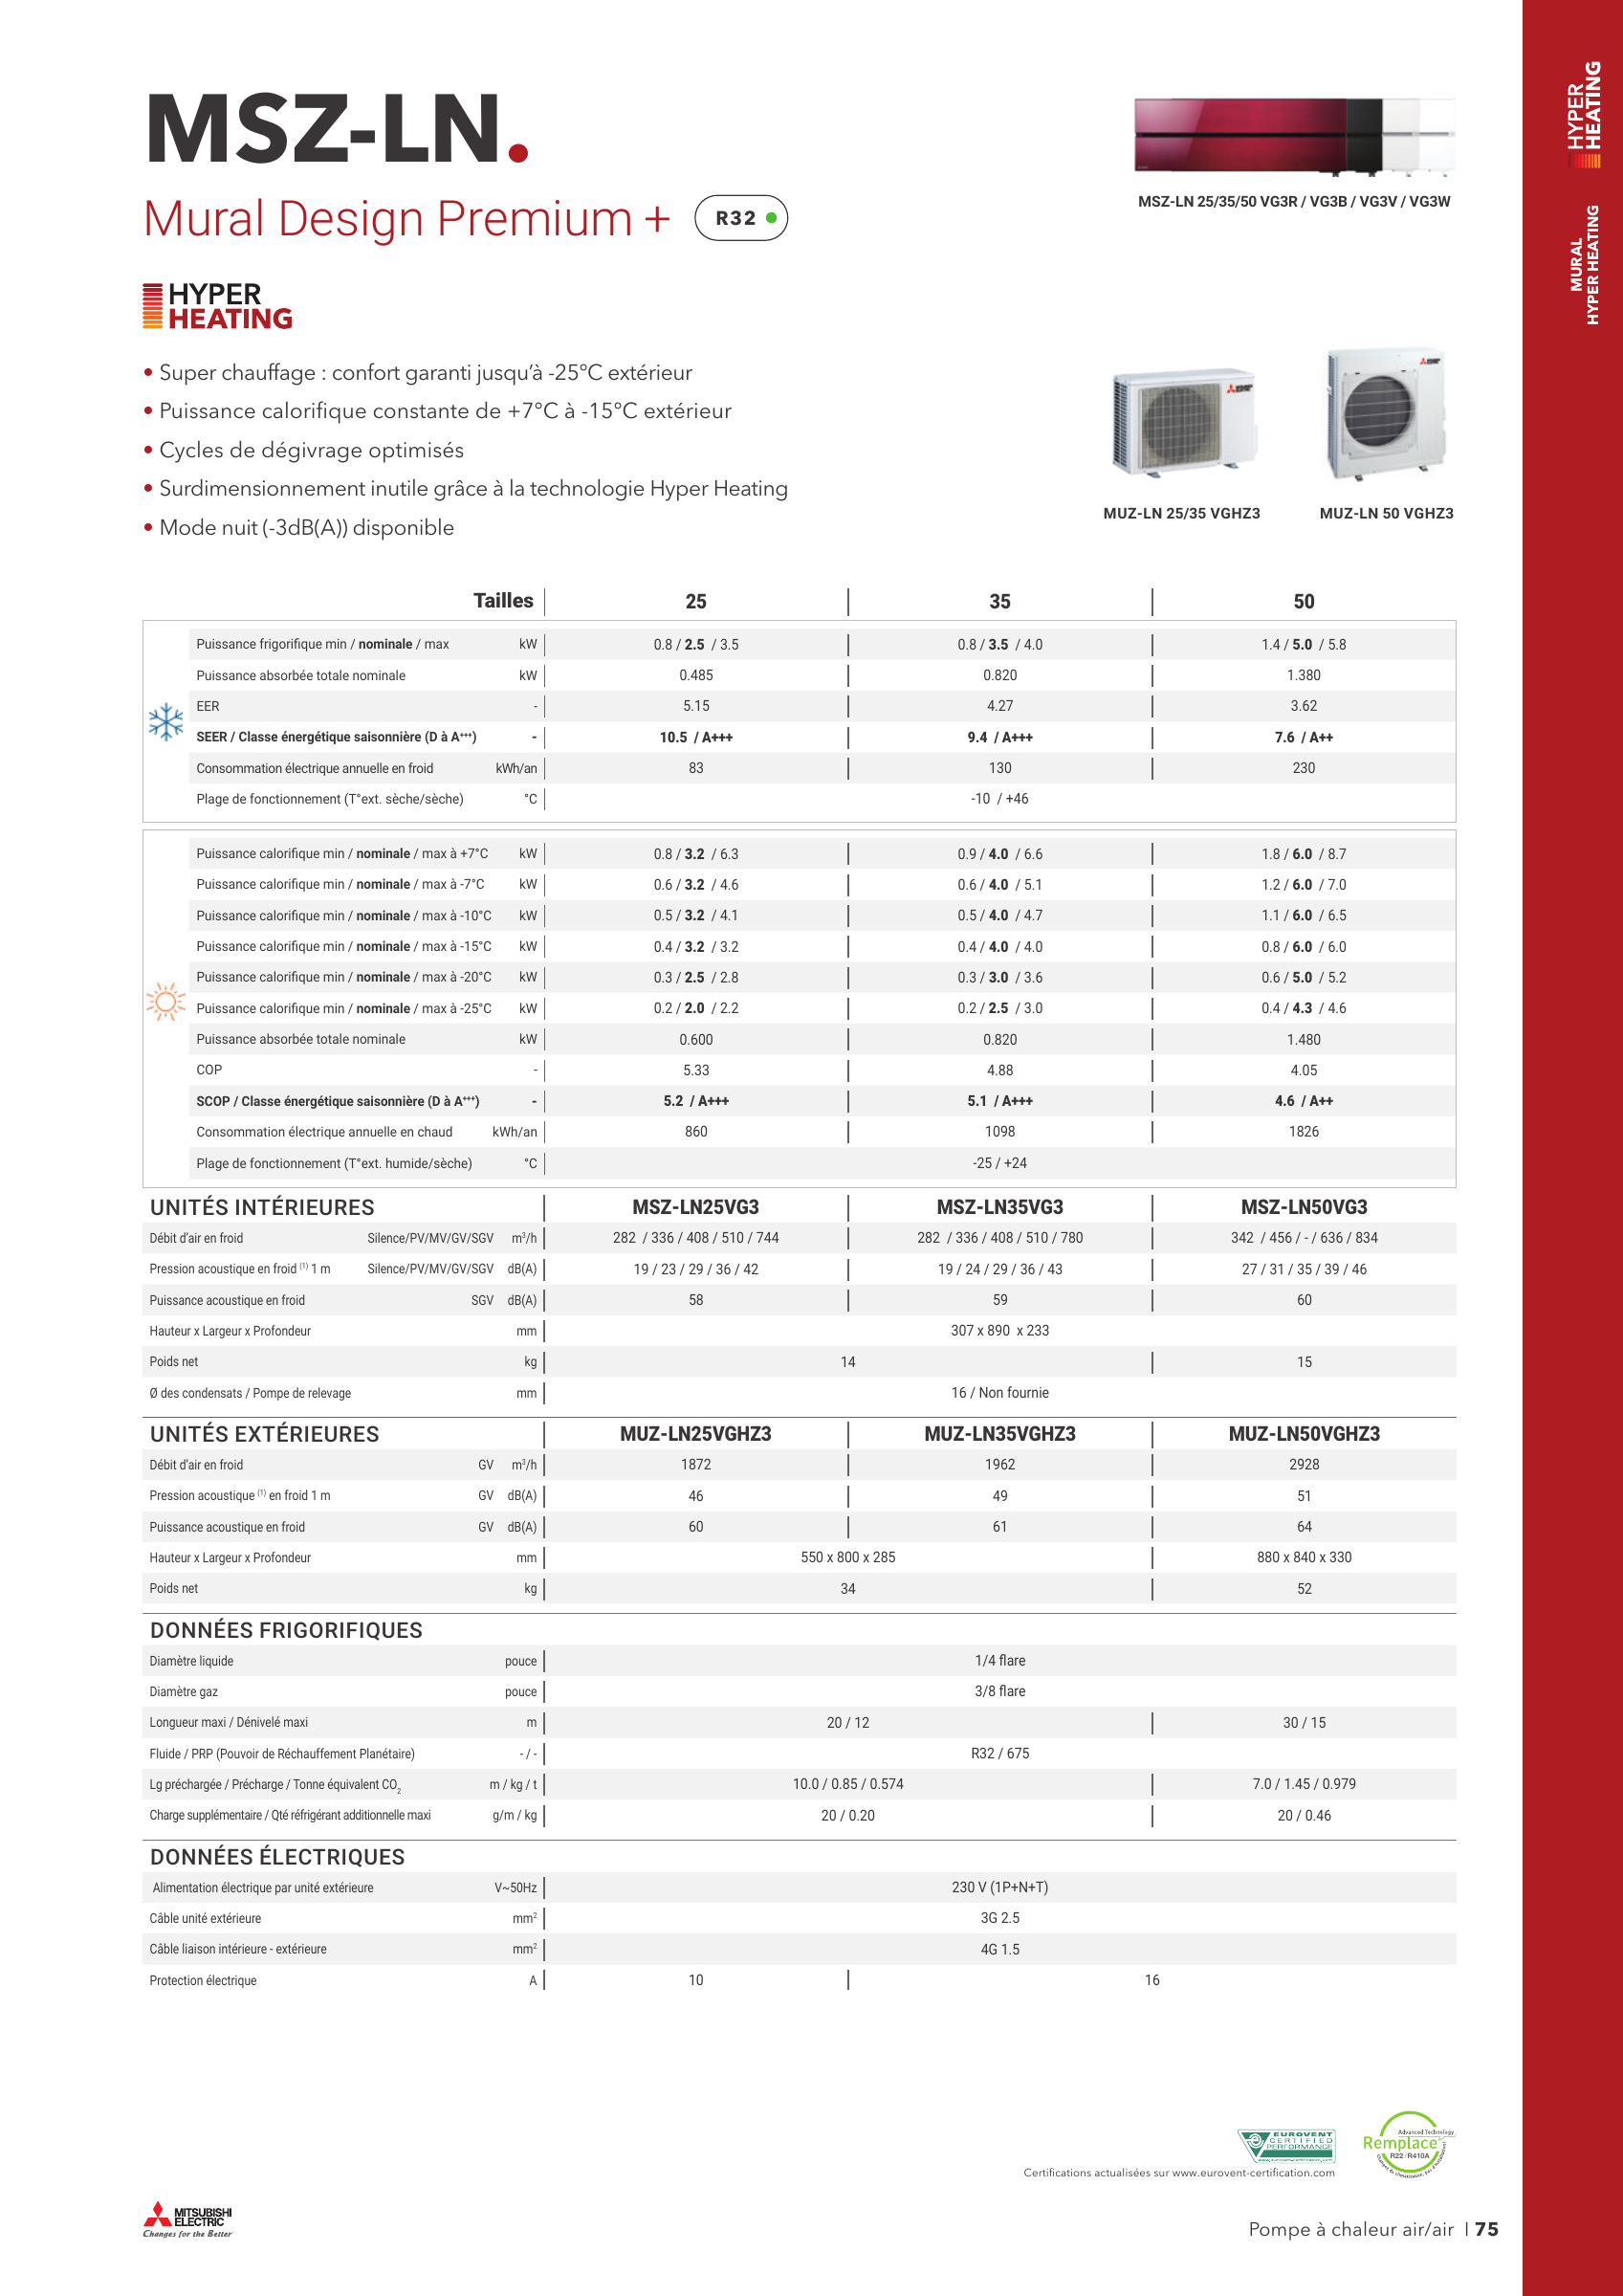 MSZ-LN.
Mural Design Premium + R32
HYPER
HEATING
MSZ-LN 25/35/50 VG3R / VG3B / VG3V / VG3W
HYPER
HEATING
MURAL
HYPER HEATING
• Super chauffage : confort garanti jusqu'à -25°C extérieur
• Puissance calorifique constante de +7°C à -15°C extérieur
• Cycles de dégivrage optimisés
• Surdimensionnement inutile grâce à la technologie Hyper Heating
• Mode nuit (-3dB(A)) disponible
MUZ-LN 25/35 VGHZ3 MUZ-LN 50 VGHZ3
Tailles 25 35 50
Puissance frigorifique min / nominale / max kW 0.8 / 2.5 / 3.5 0.8 / 3.5 / 4.0 1.4 / 5.0 / 5.8
Puissance absorbée totale nominale kW 0.485 0.820 1.380
EER - 5.15 4.27 3.62
SEER / Classe énergétique saisonnière (D à A+++) - 10.5 / A+++ 9.4 / A+++ 7.6 / A++
Consommation électrique annuelle en froid kWh/an 83 130 230
Plage de fonctionnement (T°ext. sèche/sèche) °C -10 / +46
Puissance calorifique min / nominale / max à +7°C kW 0.8 / 3.2 / 6.3 0.9 / 4.0 / 6.6 1.8 / 6.0 / 8.7
Puissance calorifique min / nominale / max à -7°C kW 0.6 / 3.2 / 4.6 0.6 / 4.0 / 5.1 1.2 / 6.0 / 7.0
Puissance calorifique min / nominale / max à -10°C kW 0.5 / 3.2 / 4.1 0.5 / 4.0 / 4.7 1.1 / 6.0 / 6.5
Puissance calorifique min / nominale / max à -15°C kW 0.4 / 3.2 / 3.2 0.4 / 4.0 / 4.0 0.8 / 6.0 / 6.0
Puissance calorifique min / nominale / max à -20°C kW 0.3 / 2.5 / 2.8 0.3 / 3.0 / 3.6 0.6 / 5.0 / 5.2
Puissance calorifique min / nominale / max à -25°C kW 0.2 / 2.0 / 2.2 0.2 / 2.5 / 3.0 0.4 / 4.3 / 4.6
Puissance absorbée totale nominale kW 0.600 0.820 1.480
COP - 5.33 4.88 4.05
SCOP / Classe énergétique saisonnière (D à A+++) - 5.2 / A+++ 5.1 / A+++ 4.6 / A++
Consommation électrique annuelle en chaud kWh/an 860 1098 1826
Plage de fonctionnement (T°ext. humide/sèche) °C -25 / +24
UNITÉS INTÉRIEURES MSZ-LN25VG3 MSZ-LN35VG3 MSZ-LN50VG3
Débit d'air en froid Silence/PV/MV/GV/SGV m³/h 282 / 336 / 408 / 510 / 744 282 / 336 / 408 / 510 / 780 342 / 456 / - / 636 / 834
Pression acoustique en froid (1) 1 m Silence/PV/MV/GV/SGV dB(A) 19 / 23 / 29 / 36 / 42 19 / 24 / 29 / 36 / 43 27 / 31 / 35 / 39 / 46
Puissance acoustique en froid SGV dB(A) 58 59 60
Hauteur x Largeur x Profondeur mm 307 x 890 x 233
Poids net kg 14 15
Ø des condensats / Pompe de relevage mm 16 / Non fournie
UNITÉS EXTÉRIEURES MUZ-LN25VGHZ3 MUZ-LN35VGHZ3 MUZ-LN50VGHZ3
Débit d'air en froid GV m³/h 1872 1962 2928
Pression acoustique (1) en froid 1 m GV dB(A) 46 49 51
Puissance acoustique en froid GV dB(A) 60 61 64
Hauteur x Largeur x Profondeur mm 550 x 800 x 285 880 x 840 x 330
Poids net kg 34 52
DONNÉES FRIGORIFIQUES
Diamètre liquide pouce 1/4 flare
Diamètre gaz pouce 3/8 flare
Longueur maxi / Dénivelé maxi m 20 / 12 30 / 15
Fluide / PRP (Pouvoir de Réchauffement Planétaire) - / - R32 / 675
Lg préchargée / Précharge / Tonne équivalent CO2 m / kg / t 10.0 / 0.85 / 0.574 7.0 / 1.45 / 0.979
Charge supplémentaire / Qté réfrigérant additionnelle maxi g/m / kg 20 / 0.20 20 / 0.46
DONNÉES ÉLECTRIQUES
Alimentation électrique par unité extérieure V~50Hz 230 V (1P+N+T)
Câble unité extérieure mm² 3G 2.5
Câble liaison intérieure - extérieure mm² 4G 1.5
Protection électrique A 10 16
EUROVENT
CERTIFIED
PERFORMANCE
Advanced Technology
Remplace
R22/R410A
Certifications actualisées sur www.eurovent-certification.com
MITSUBISHI
ELECTRIC
Changes for the Better
Pompe à chaleur air/air I 75